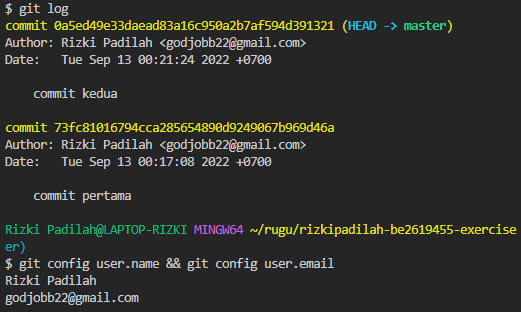 $ git log
commit 0a5ed49e33daead83a16c950a2b7af594d391321 (HEAD -> master)
Author: Rizki Padilah <godjobb22@gmail.com>
Date:   Tue Sep 13 00:21:24 2022 +0700
    commit kedua
commit 73fc81016794cca285654890d9249067b969d46a
Author: Rizki Padilah <godjobb22@gmail.com>
Date:   Tue Sep 13 00:17:08 2022 +0700
    commit pertama
Rizki Padilah@LAPTOP-RIZKI MINGW64 ~/rugu/rizkipadilah-be2619455-exercise
er)
$ git config user.name && git config user.email
Rizki Padilah
godjobb22@gmail.com